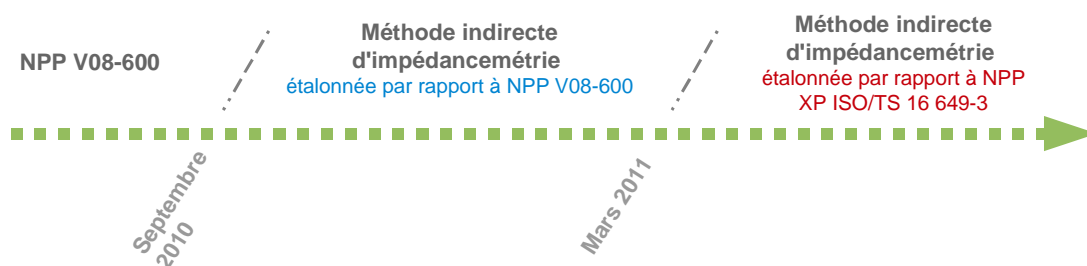 NPP V08-600
Méthode indirecte
d'impédancemétrie
étalonnée par rapport à NPP V08-600
Méthode indirecte
d'impédancemétrie
étalonnée par rapport à NPP
XP ISO/TS 16 649-3
Septembre
2010
Mars 2011